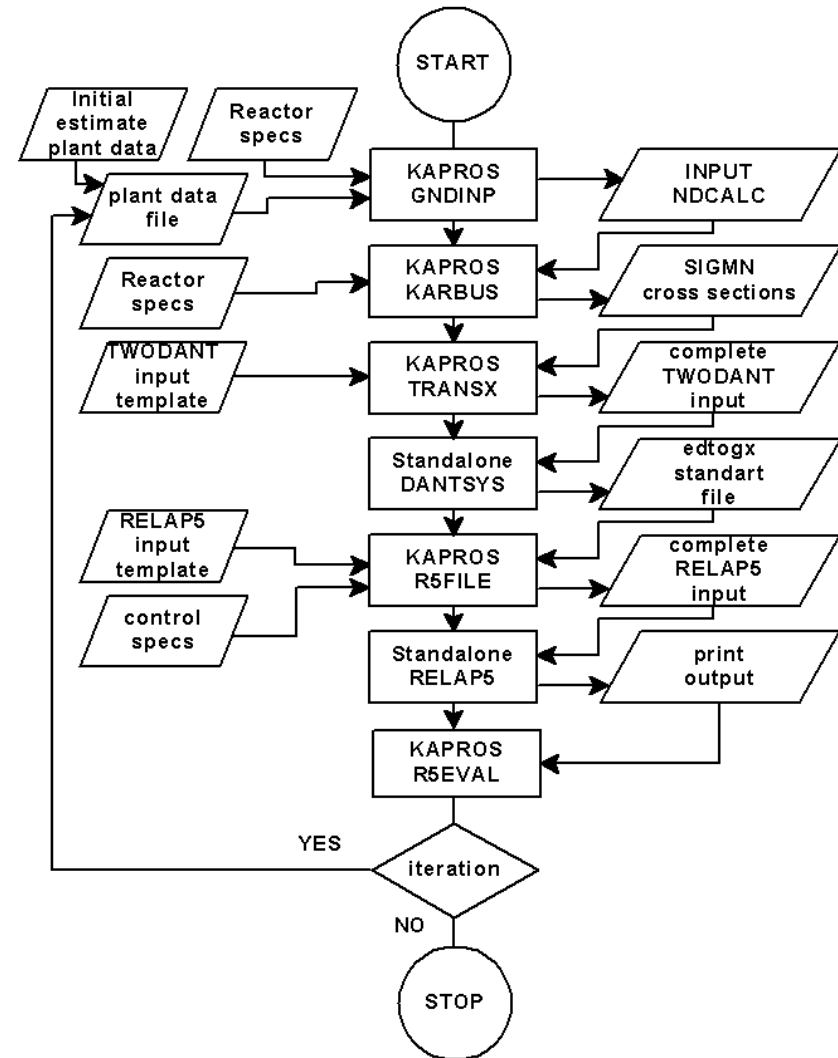 START
Initial
estimate
plant data
Reactor
specs
plant data
file
KAPROS
GNDINP
INPUT
NDCALC
Reactor
specs
KAPROS
KARBUS
SIGMN
cross sections
TWODANT
input
template
KAPROS
TRANSX
complete
TWODANT
input
Standalone
DANTSYS
edtogx
standart
file
RELAP5
input
template
KAPROS
R5FILE
complete
RELAP5
input
control
specs
Standalone
RELAP5
print
output
KAPROS
R5EVAL
YES
iteration
NO
STOP